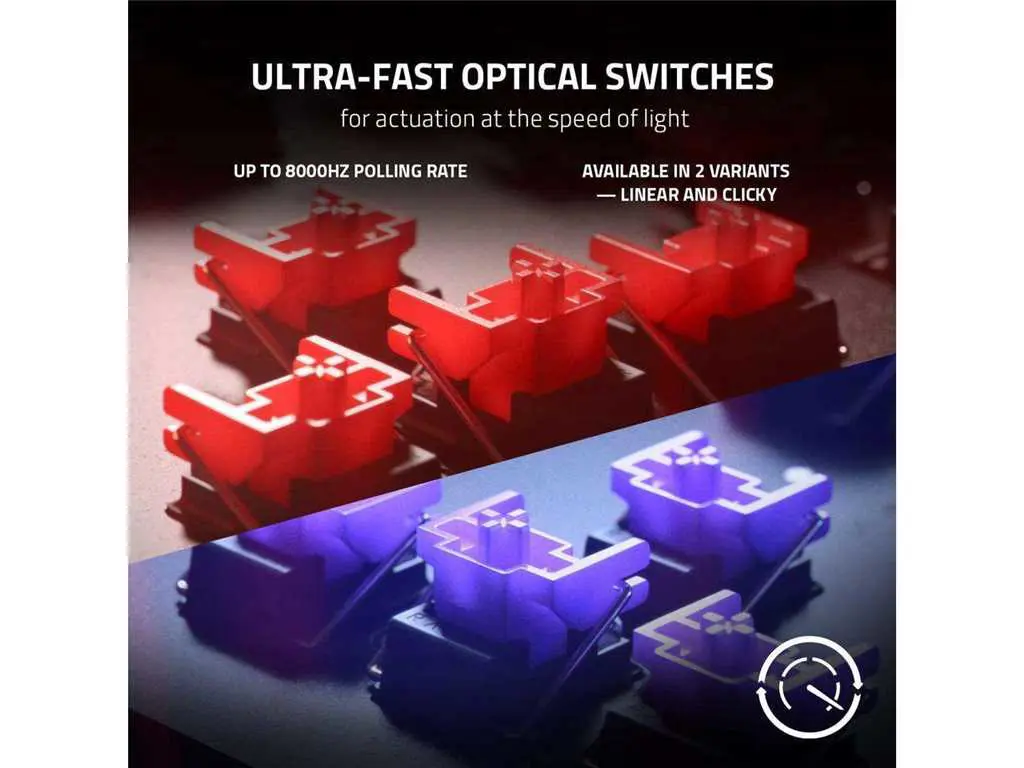 ULTRA-FAST OPTICAL SWITCHES
for actuation at the speed of light
UP TO 8000HZ POLLING RATE
AVAILABLE IN 2 VARIANTS
— LINEAR AND CLICKY